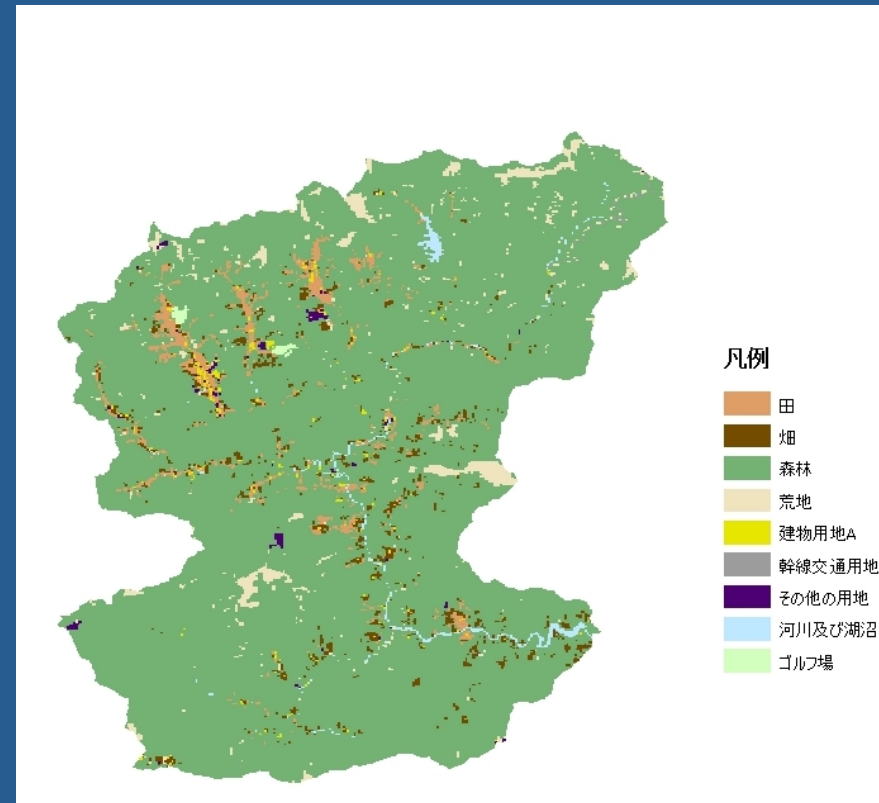 凡例
田
畑
森林
荒地
建物用地A
幹線交通用地
その他の用地
河川及び湖沼
ゴルフ場